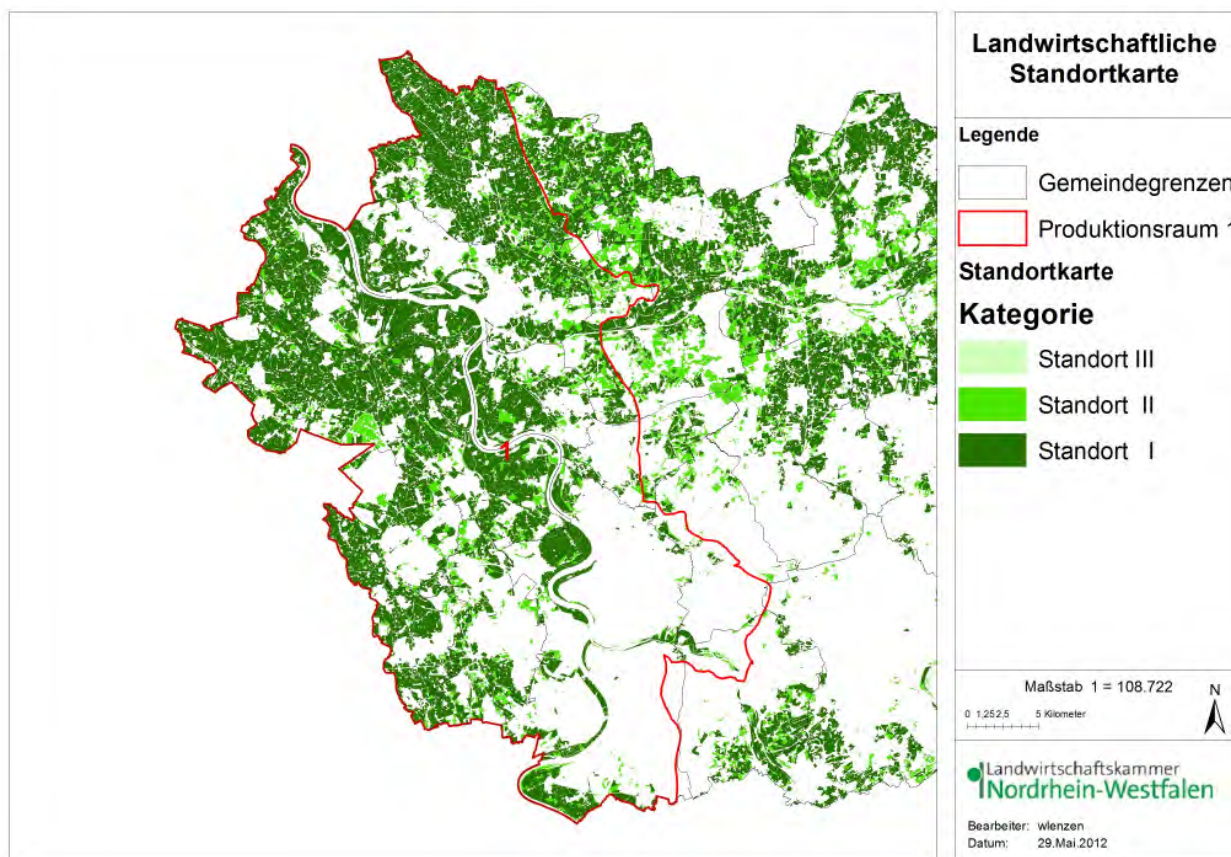 Landwirtschaftliche
Standortkarte
Legende
Gemeindegrenzen
Produktionsraum 1
Standortkarte
Kategorie
Standort III
Standort II
Standort I
1
Maßstab 1 = 108.722
0 1,25 2,5 5 Kilometer
N
Landwirtschaftskammer
Nordrhein-Westfalen
Bearbeiter: wlenzen
Datum: 29.Mai.2012